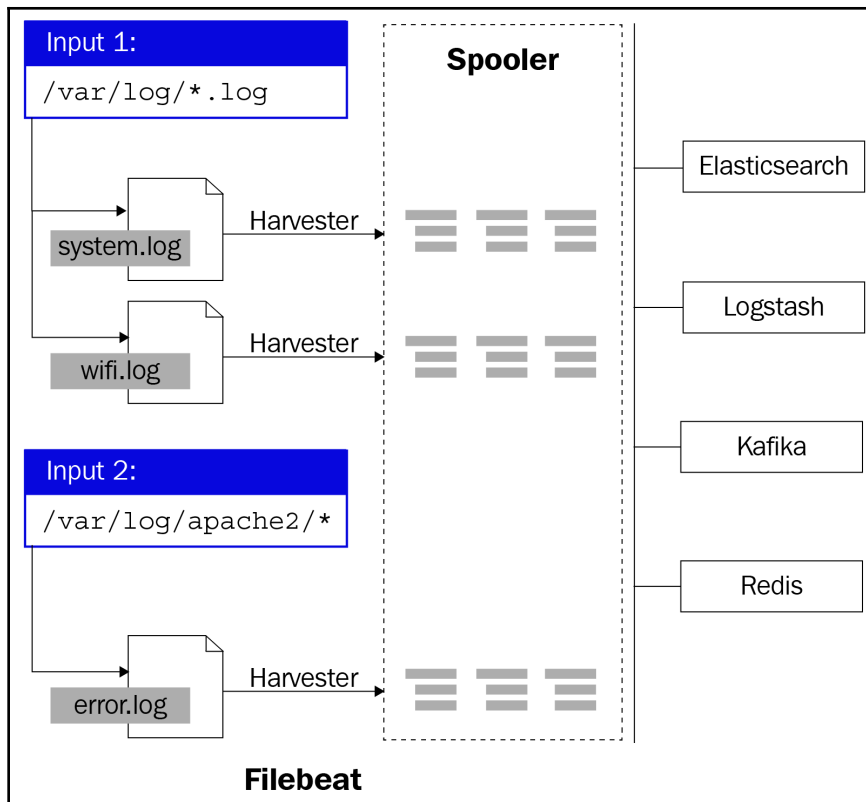 Input 1:
/var/log/*.log
Spooler
system.log
Harvester
wifi.log
Harvester
Input 2:
/var/log/apache2/*
error.log
Harvester
Elasticsearch
Logstash
Kafika
Redis
Filebeat